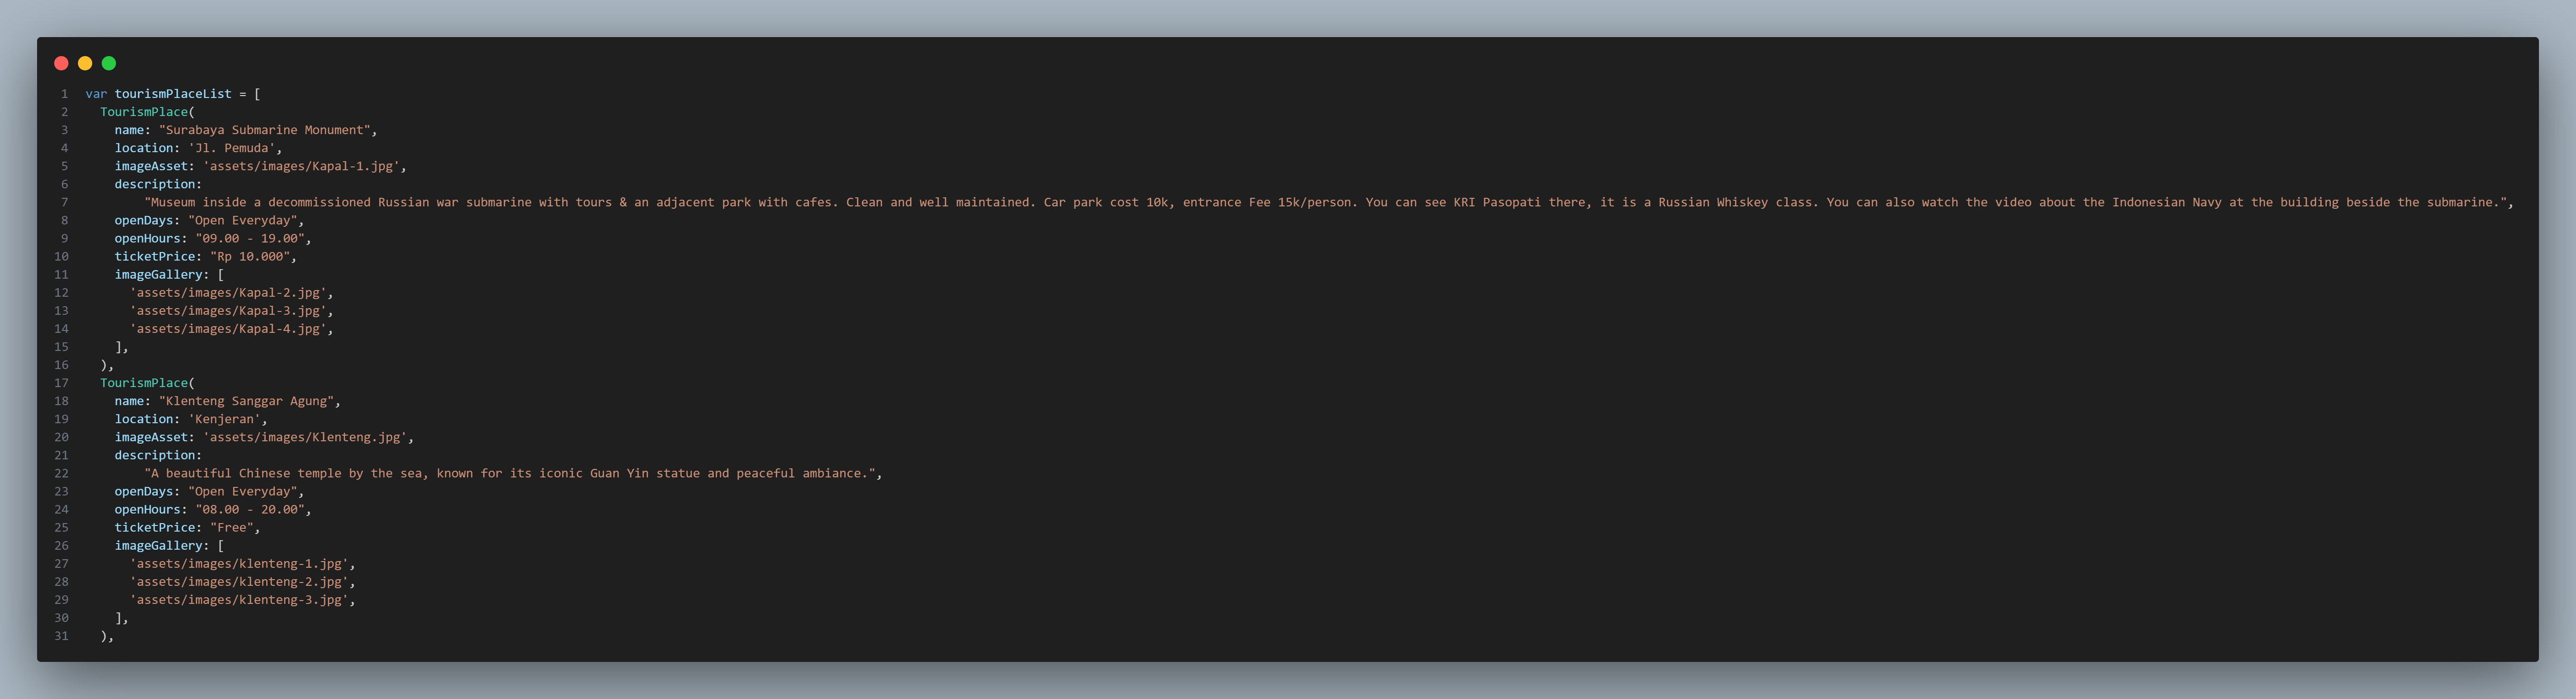 1 var tourismPlaceList = [
2   TourismPlace(
3     name: "Surabaya Submarine Monument",
4     location: 'Jl. Pemuda',
5     imageAsset: 'assets/images/Kapal-1.jpg',
6     description:
7         "Museum inside a decommissioned Russian war submarine with tours & an adjacent park with cafes. Clean and well maintained. Car park cost 10k, entrance Fee 15k/person. You can see KRI Pasopati there, it is a Russian Whiskey class. You can also watch the video about the Indonesian Navy at the building beside the submarine.",
8     openDays: "Open Everyday",
9     openHours: "09.00 - 19.00",
10     ticketPrice: "Rp 10.000",
11     imageGallery: [
12       'assets/images/Kapal-2.jpg',
13       'assets/images/Kapal-3.jpg',
14       'assets/images/Kapal-4.jpg',
15     ],
16   ),
17   TourismPlace(
18     name: "Klenteng Sanggar Agung",
19     location: 'Kenjeran',
20     imageAsset: 'assets/images/Klenteng.jpg',
21     description:
22         "A beautiful Chinese temple by the sea, known for its iconic Guan Yin statue and peaceful ambiance.",
23     openDays: "Open Everyday",
24     openHours: "08.00 - 20.00",
25     ticketPrice: "Free",
26     imageGallery: [
27       'assets/images/klenteng-1.jpg',
28       'assets/images/klenteng-2.jpg',
29       'assets/images/klenteng-3.jpg',
30     ],
31   ),